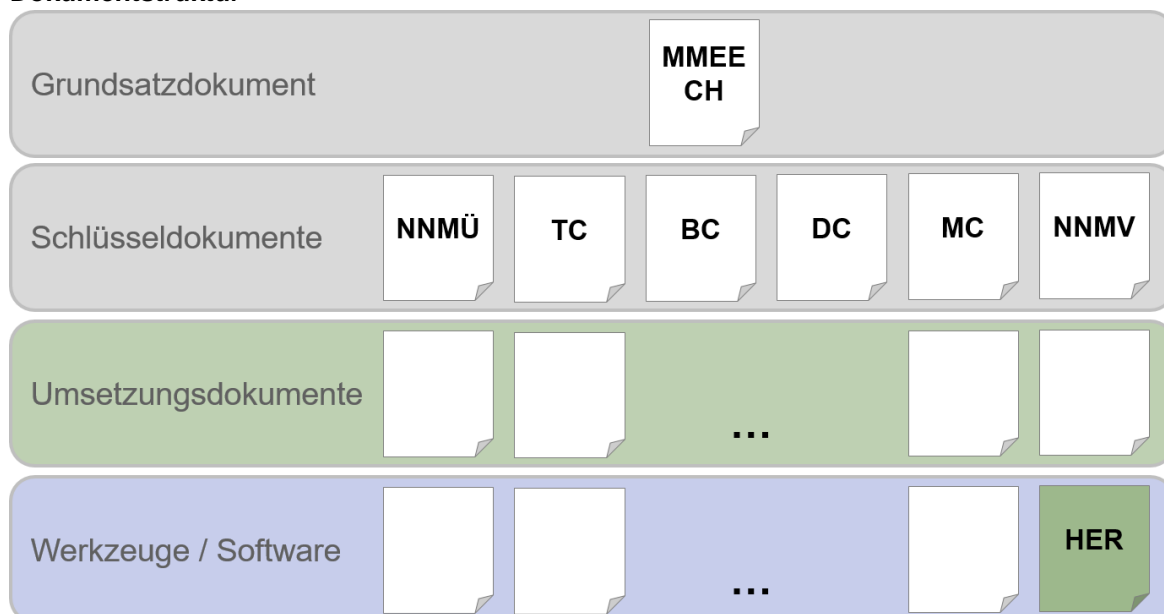 Dokumentstruktur
Grundsatzdokument
MMEE
CH
Schlüsseldokumente
NNMÜ
TC
BC
DC
MC
NNMV
Umsetzungsdokumente
...
Werkzeuge / Software
...
HER